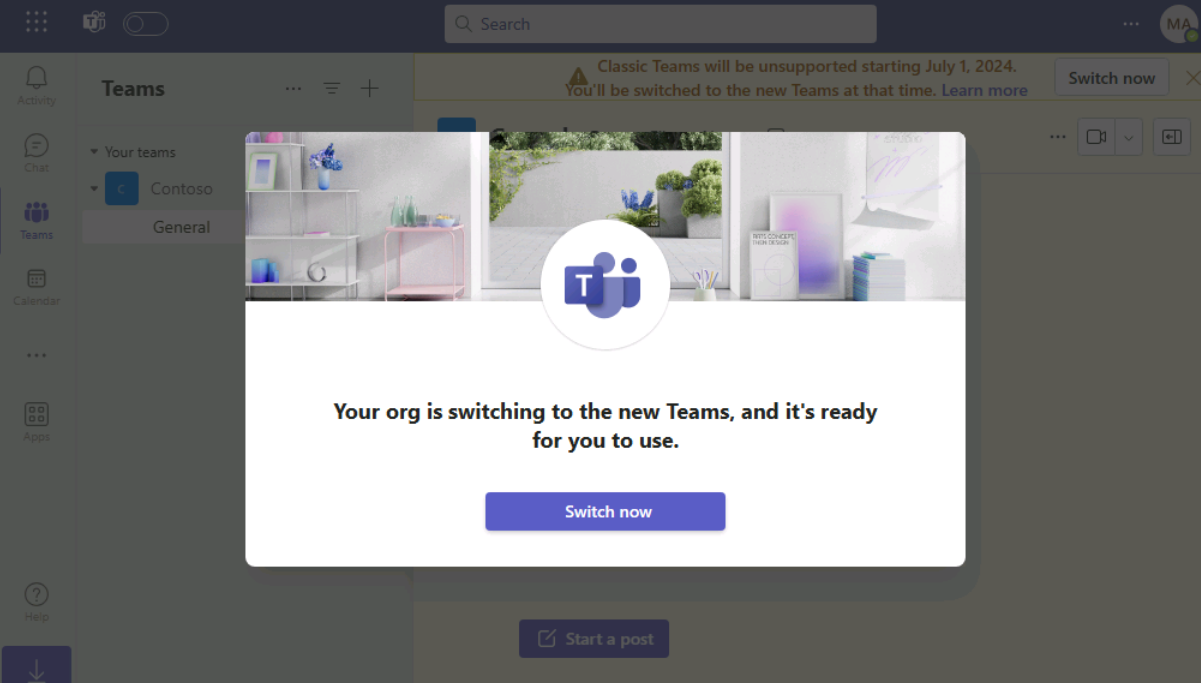 Search
MA
Classic Teams will be unsupported starting July 1, 2024.
You'll be switched to the new Teams at that time. Learn more
Switch now
Activity
Chat
Teams
Calendar
Apps
Help
Teams
Your teams
C
Contoso
General
T
Your org is switching to the new Teams, and it's ready
for you to use.
Switch now
Start a post